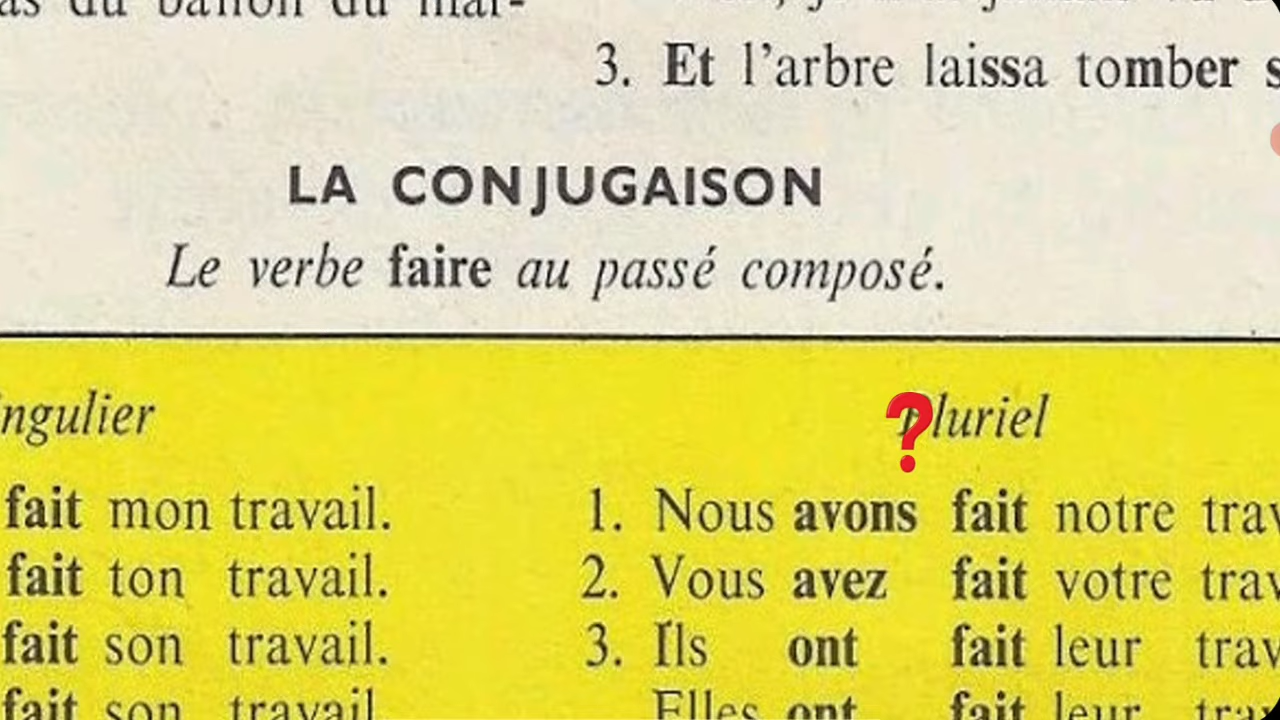 3. Et l'arbre laissa tomber
LA CONJUGAISON
Le verbe faire au passé composé.
Pluriel
fait mon travail.
fait ton travail.
fait son travail.
fait son travail.
1. Nous avons fait notre
2. Vous avez fait votre
3. Ils ont fait leur
Elles ont fait leur